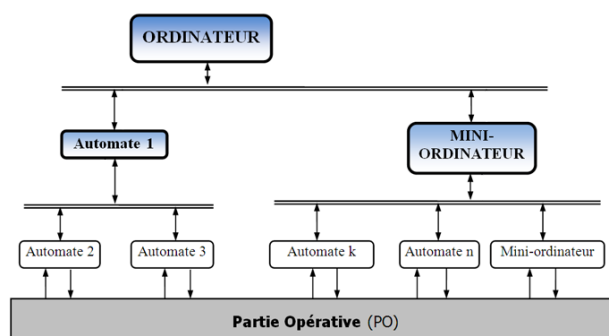 ORDINATEUR
Automate 1
MINI-
ORDINATEUR
Automate 2
Automate 3
Automate k
Automate n
Mini-ordinateur
Partie Opérative (PO)